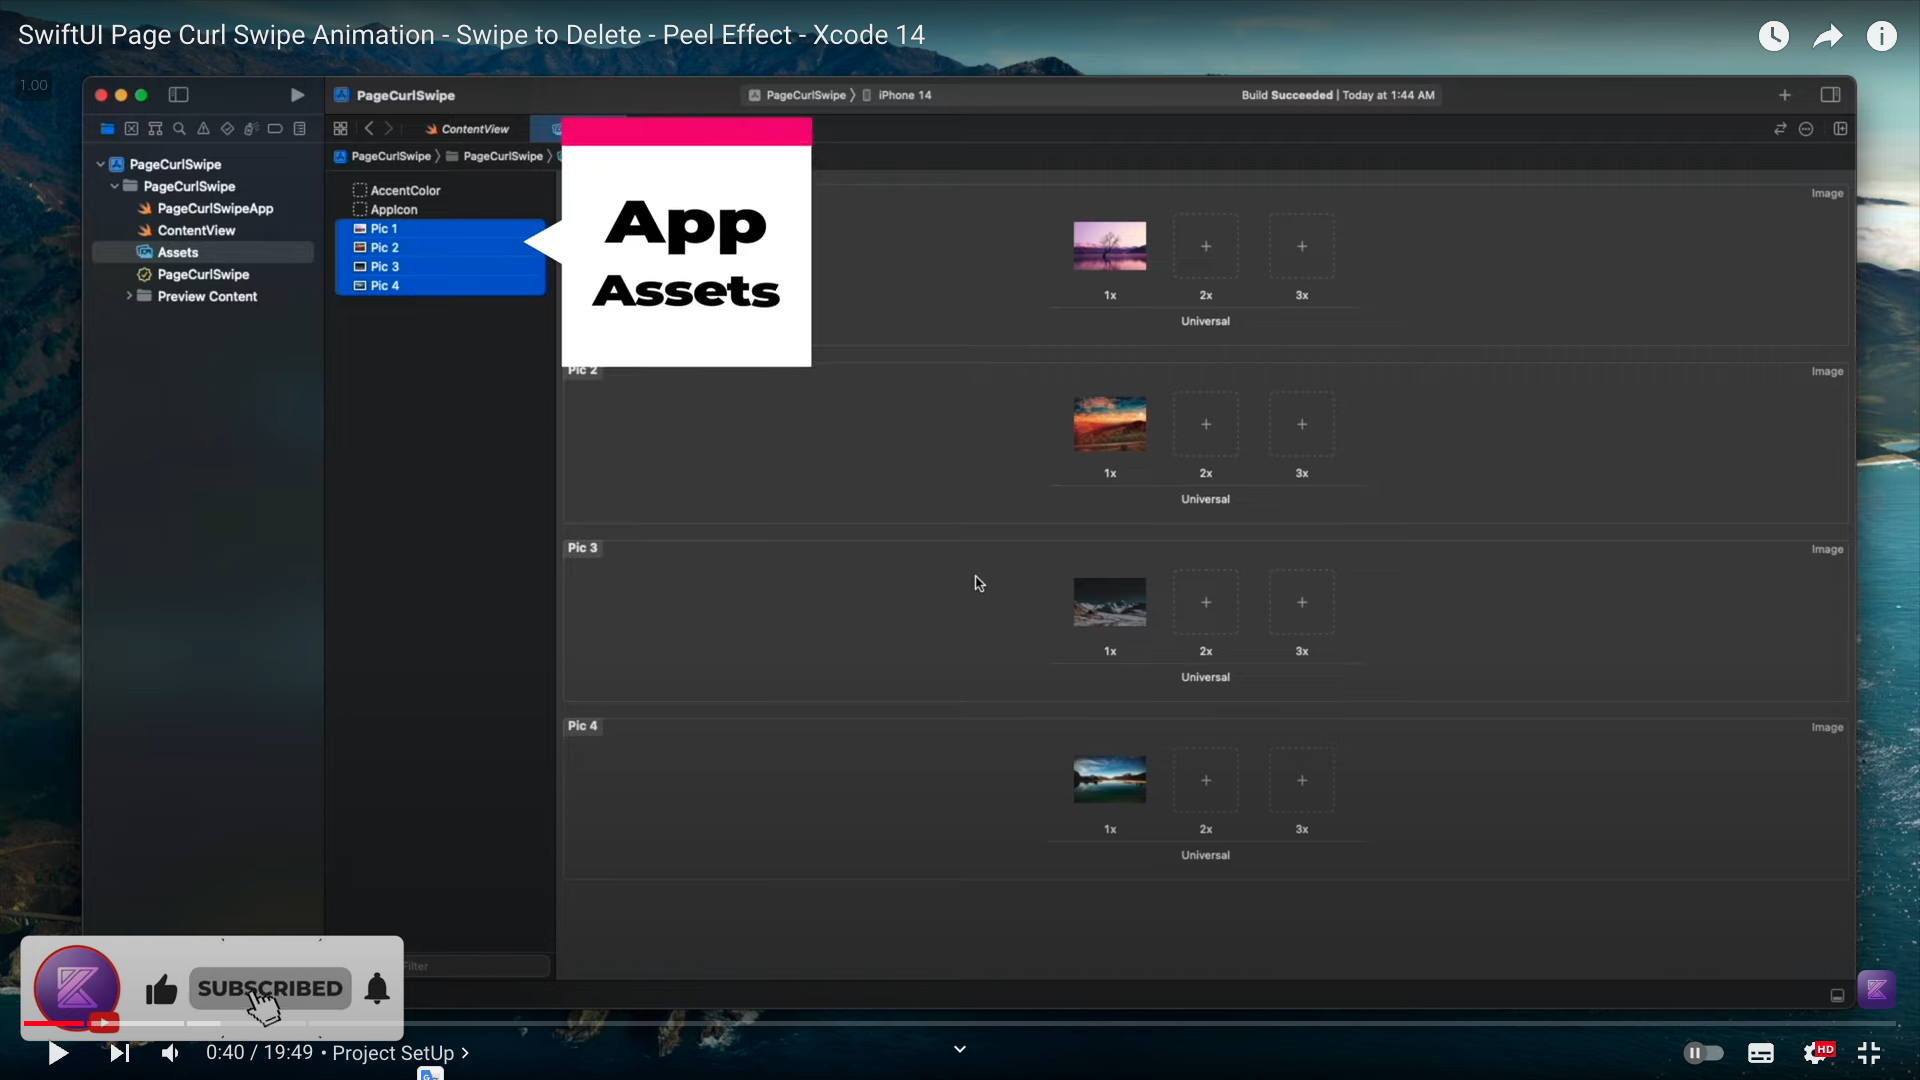 SwiftUI Page Curl Swipe Animation - Swipe to Delete - Peel Effect - Xcode 14
1.00
PageCurlSwipe
PageCurlSwipe
iPhone 14
Build Succeeded | Today at 1:44 AM
ContentView
PageCurlSwipe
PageCurlSwipe
PageCurlSwipe
PageCurlSwipe
PageCurlSwipeApp
ContentView
Assets
PageCurlSwipe
Preview Content
AccentColor
AppIcon
Pic 1
Pic 2
Pic 3
Pic 4
App
Assets
Image
1x 2x 3x
Universal
Pic 2
Image
1x 2x 3x
Universal
Pic 3
Image
1x 2x 3x
Universal
Pic 4
Image
1x 2x 3x
Universal
Filter
SUBSCRIBED
0:40 / 19:49 • Project SetUp >
HD